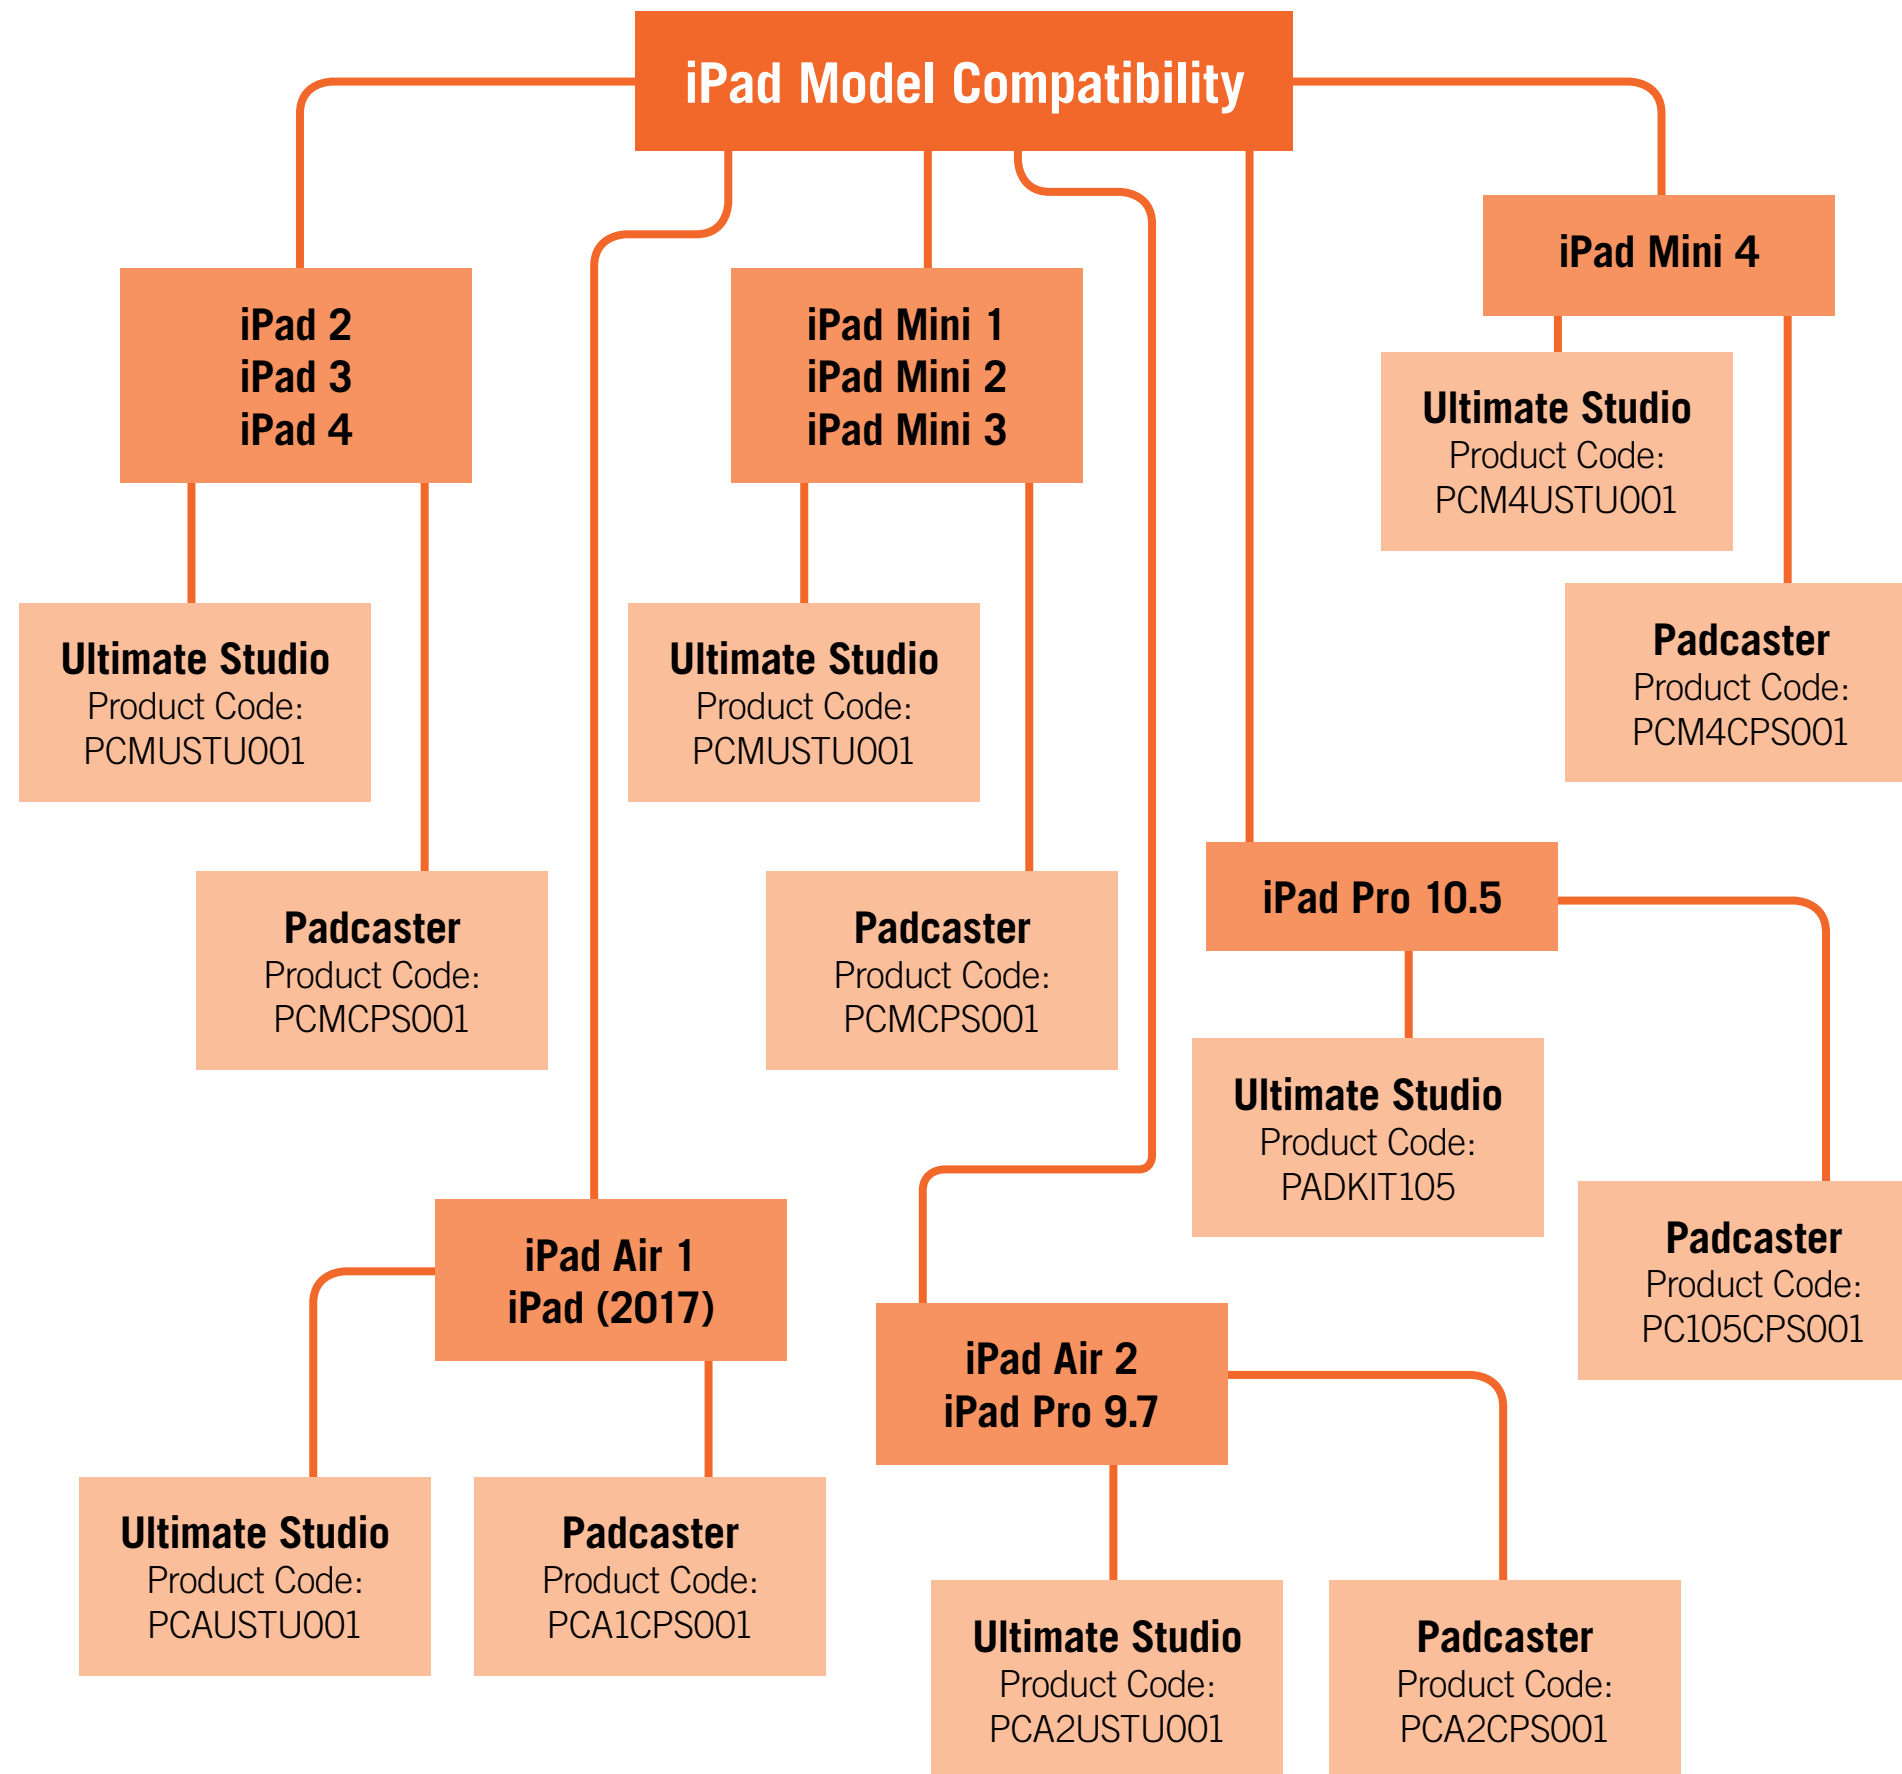 iPad Model Compatibility
iPad 2
iPad 3
iPad 4
Ultimate Studio
Product Code:
PCMUSTU001
Padcaster
Product Code:
PCMCPS001
iPad Mini 1
iPad Mini 2
iPad Mini 3
Ultimate Studio
Product Code:
PCMUSTU001
Padcaster
Product Code:
PCMCPS001
iPad Mini 4
Ultimate Studio
Product Code:
PCM4USTU001
Padcaster
Product Code:
PCM4CPS001
iPad Pro 10.5
Ultimate Studio
Product Code:
PADKIT105
Padcaster
Product Code:
PC105CPS001
iPad Air 1
iPad (2017)
Ultimate Studio
Product Code:
PCAUSTU001
Padcaster
Product Code:
PCA1CPS001
iPad Air 2
iPad Pro 9.7
Ultimate Studio
Product Code:
PCA2USTU001
Padcaster
Product Code:
PCA2CPS001